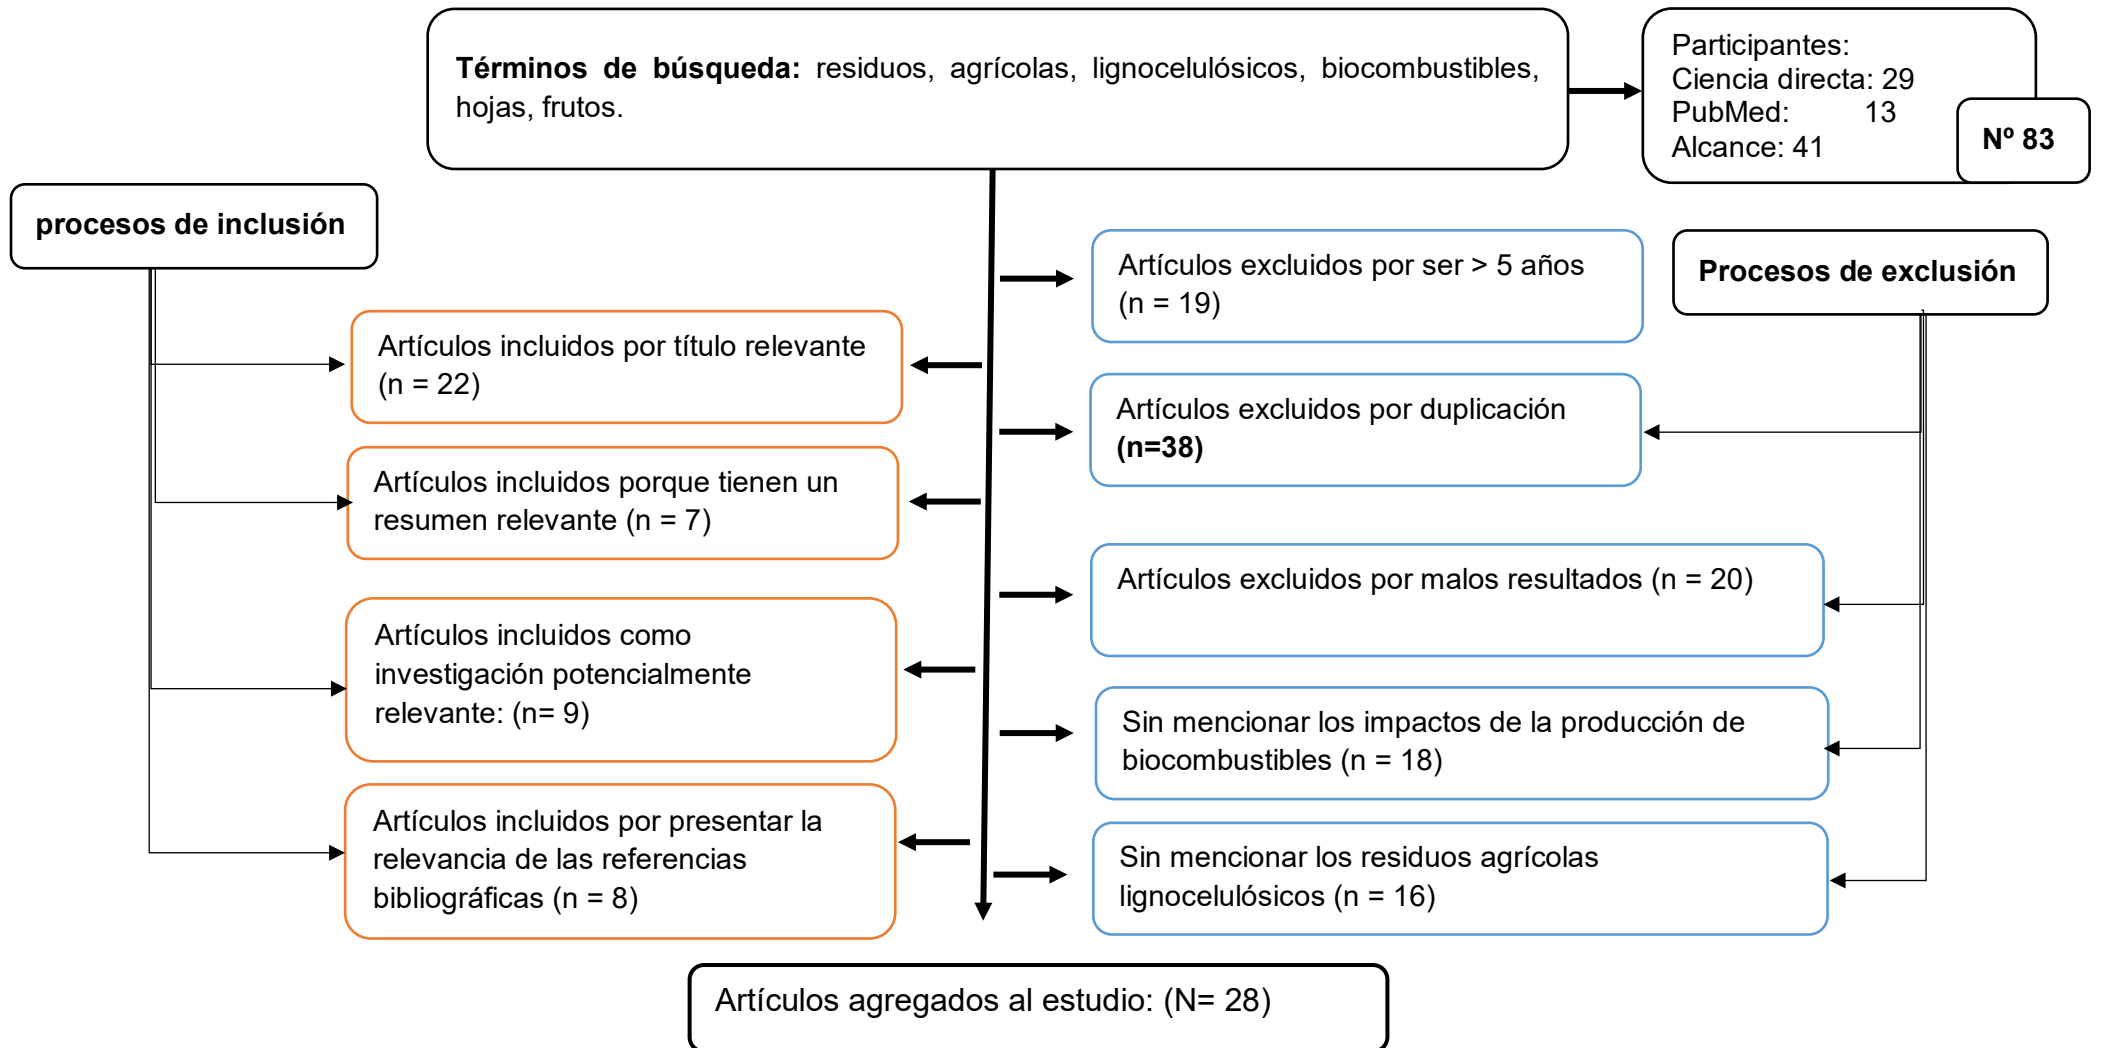 Términos de búsqueda: residuos, agrícolas, lignocelulósicos, biocombustibles,
hojas, frutos.
Participantes:
Ciencia directa: 29
PubMed: 13
Alcance: 41
Nº 83
procesos de inclusión
Procesos de exclusión
Artículos excluidos por ser > 5 años
(n = 19)
Artículos incluidos por título relevante
(n = 22)
Artículos excluidos por duplicación
(n=38)
Artículos incluidos porque tienen un
resumen relevante (n = 7)
Artículos excluidos por malos resultados (n = 20)
Artículos incluidos como
investigación potencialmente
relevante: (n= 9)
Sin mencionar los impactos de la producción de
biocombustibles (n = 18)
Artículos incluidos por presentar la
relevancia de las referencias
bibliográficas (n = 8)
Sin mencionar los residuos agrícolas
lignocelulósicos (n = 16)
Artículos agregados al estudio: (N= 28)